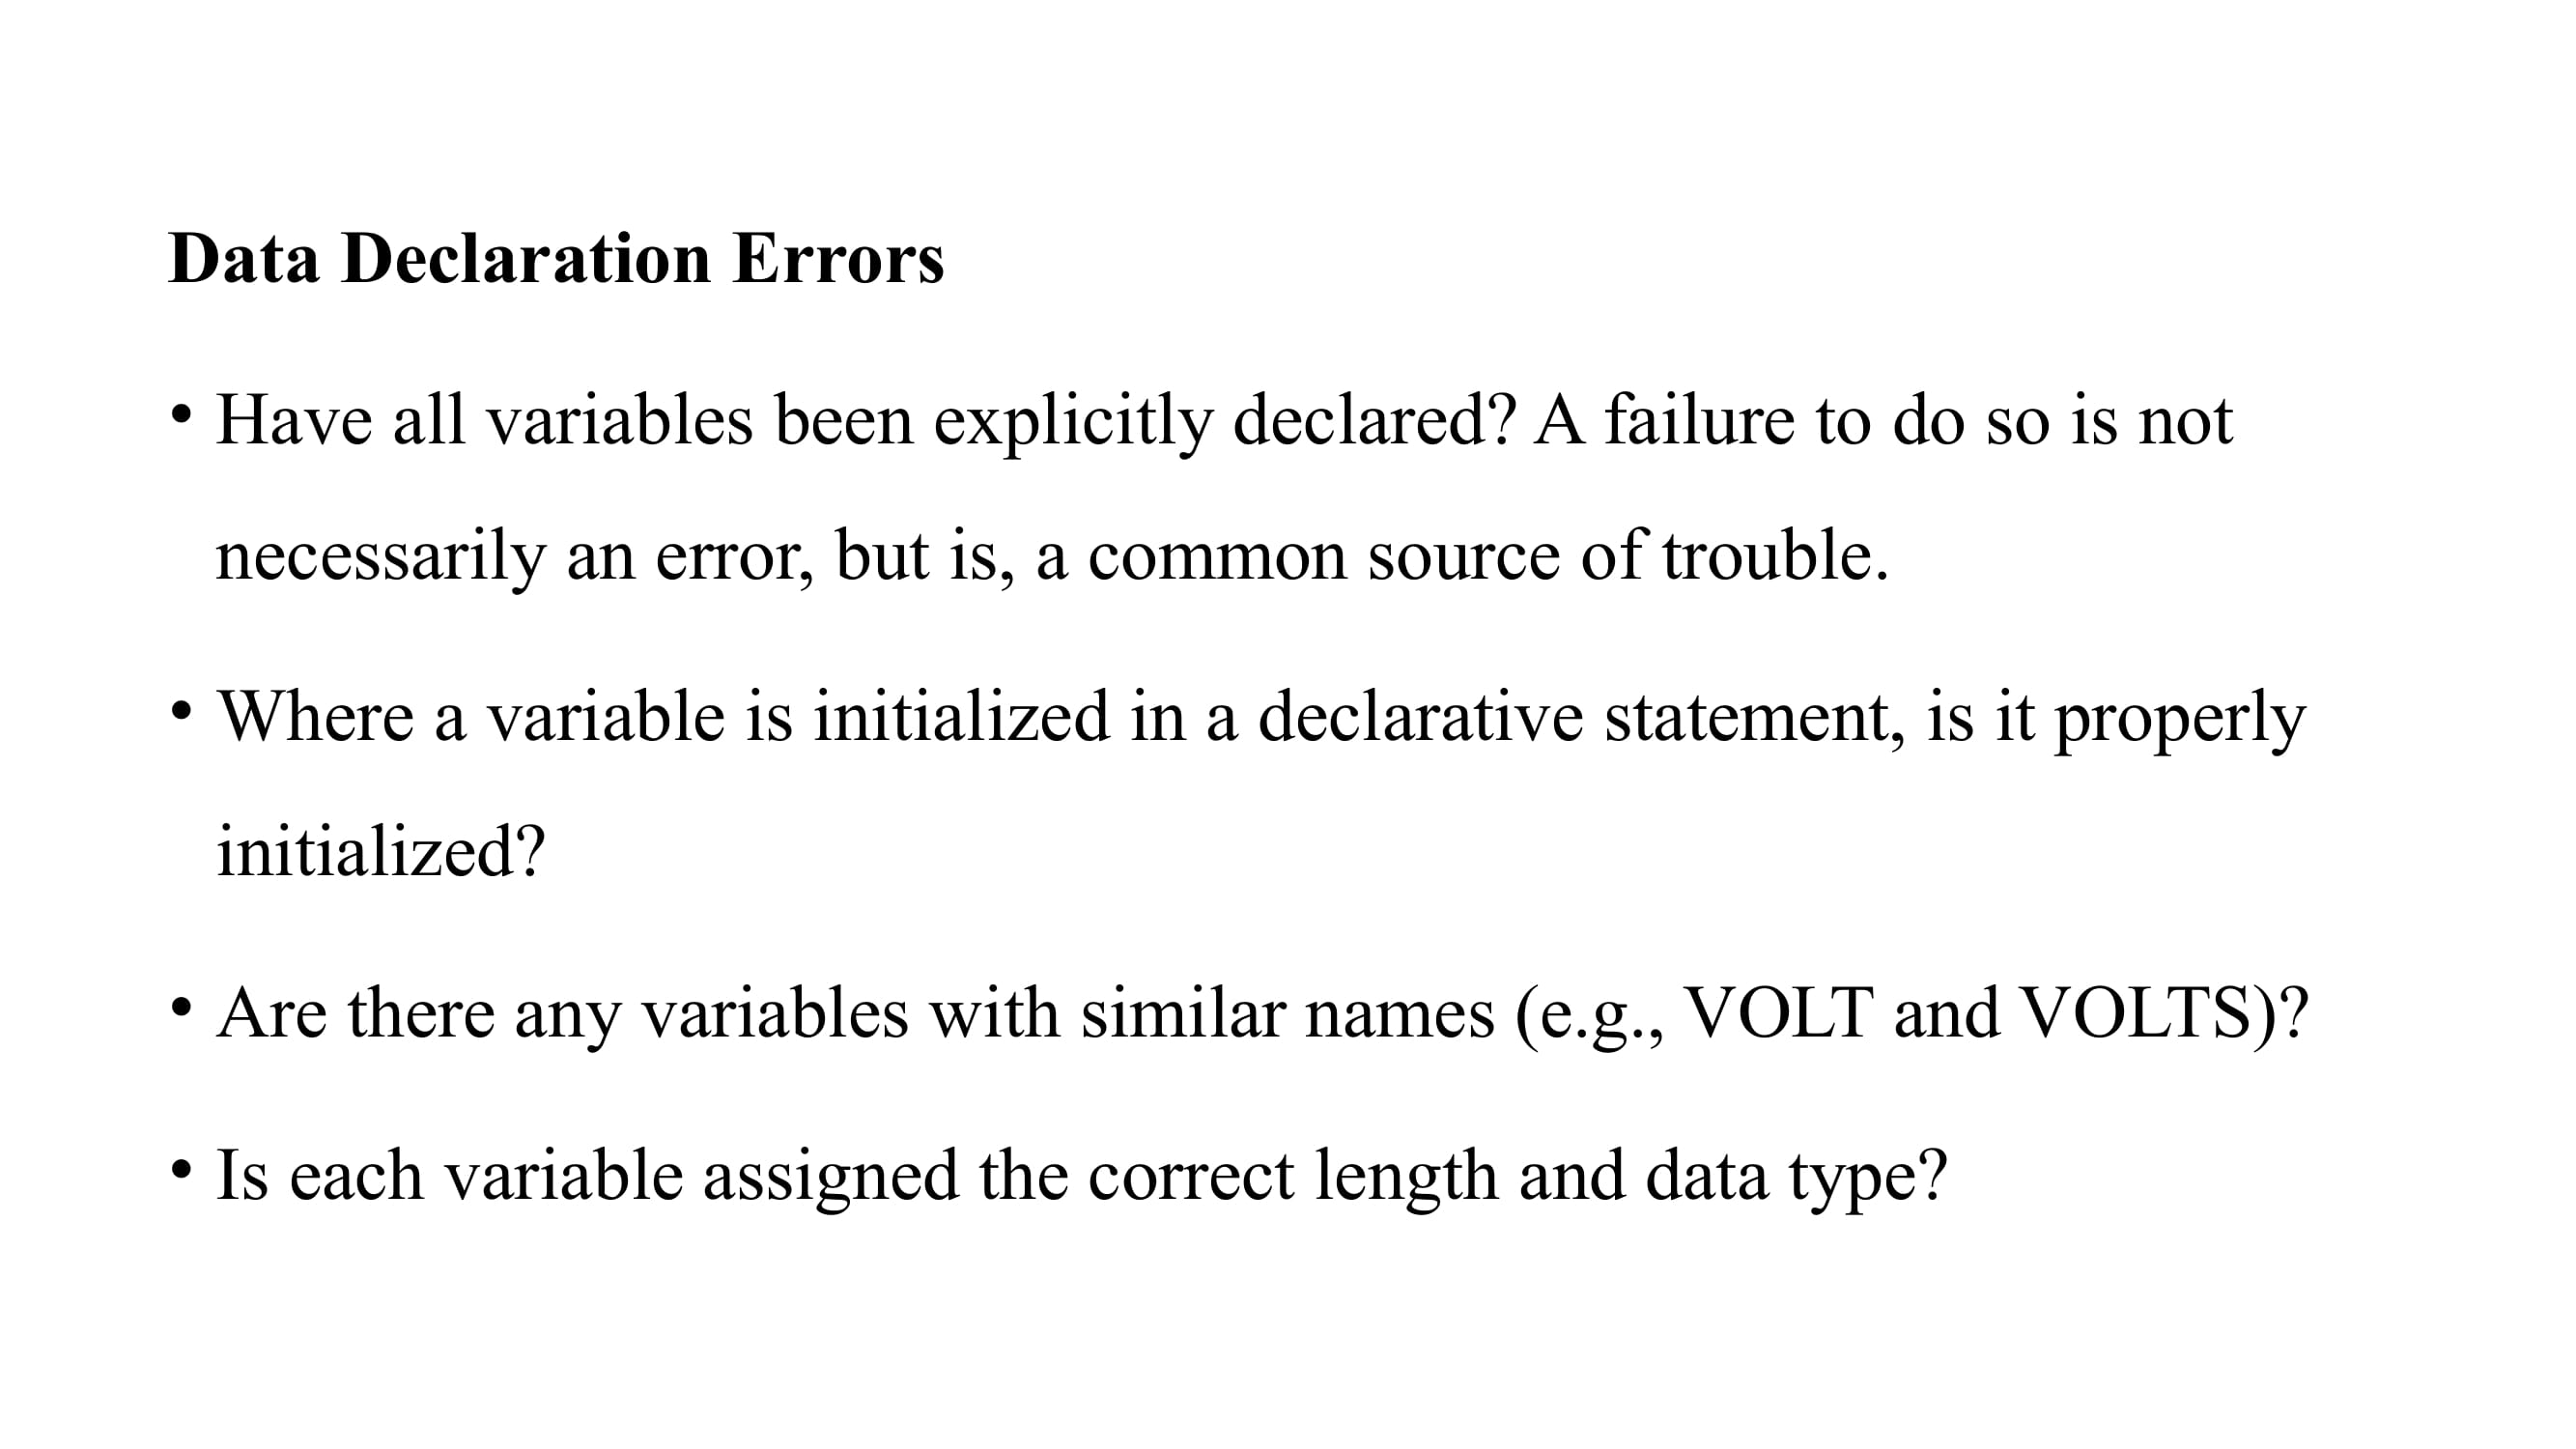 Data Declaration Errors
• Have all variables been explicitly declared? A failure to do so is not
necessarily an error, but is, a common source of trouble.
• Where a variable is initialized in a declarative statement, is it properly
initialized?
• Are there any variables with similar names (e.g., VOLT and VOLTS)?
• Is each variable assigned the correct length and data type?